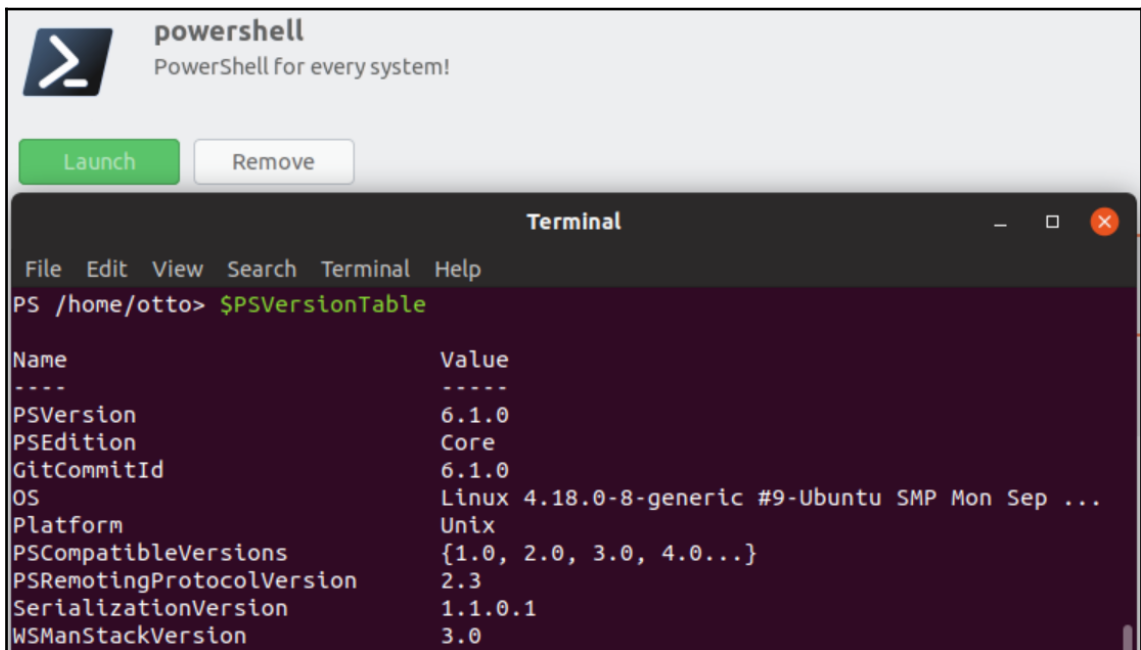 powershell
PowerShell for every system!
Launch Remove
Terminal
File Edit View Search Terminal Help
PS /home/otto> $PSVersionTable
Name Value
---- -----
PSVersion 6.1.0
PSEdition Core
GitCommitId 6.1.0
OS Linux 4.18.0-8-generic #9-Ubuntu SMP Mon Sep ...
Platform Unix
PSCompatibleVersions {1.0, 2.0, 3.0, 4.0...}
PSRemotingProtocolVersion 2.3
SerializationVersion 1.1.0.1
WSManStackVersion 3.0